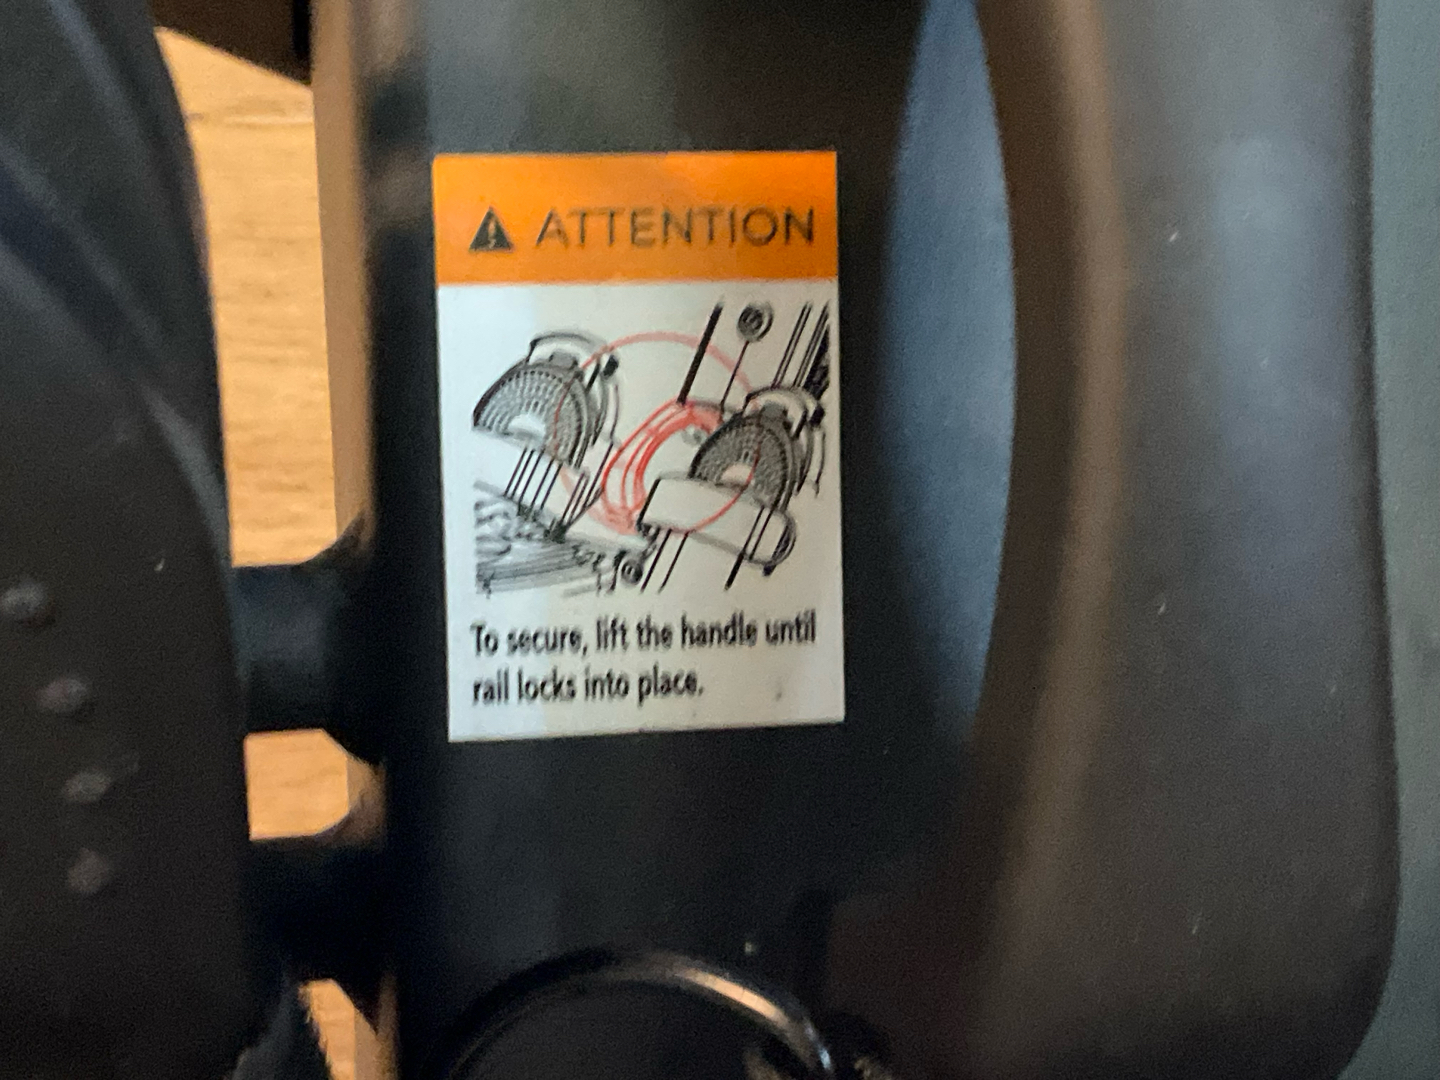 ATTENTION
To secure, lift the handle until
rail locks into place.